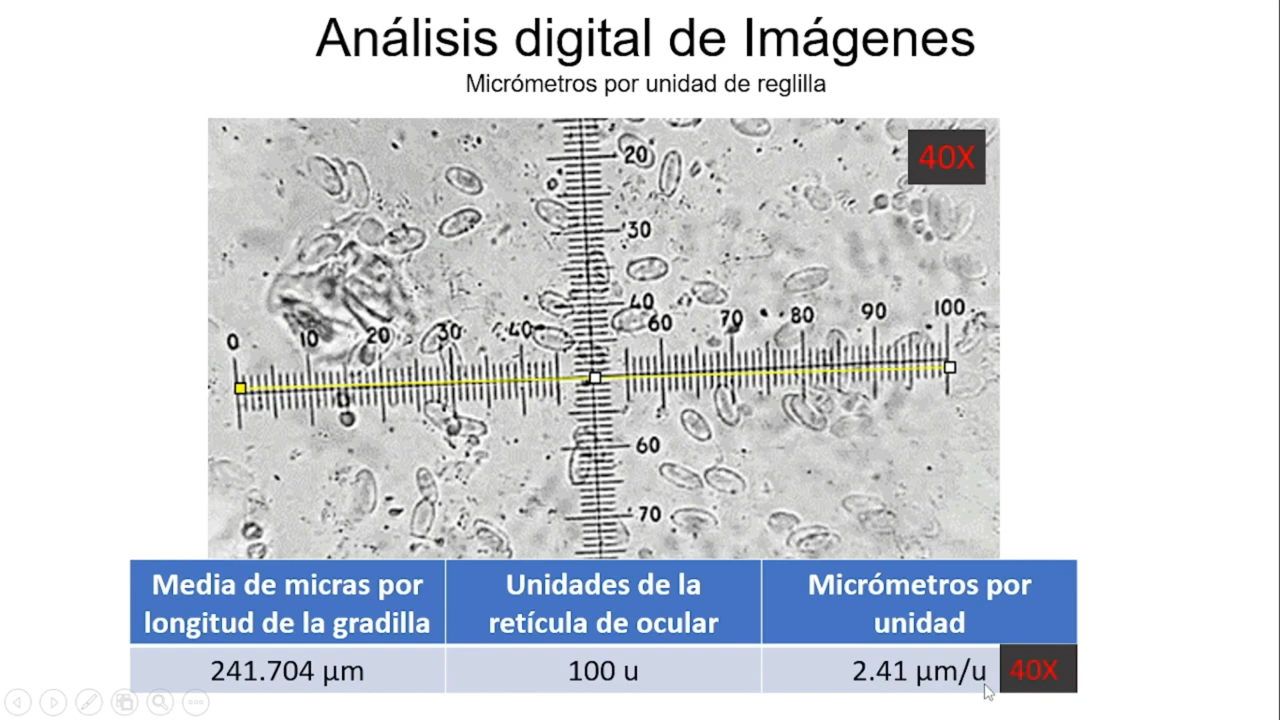 Análisis digital de Imágenes
Micrómetros por unidad de reglilla
40X
20
30
40
0 10 20 30 40 60 70 80 90 100
60
70
Media de micras por longitud de la gradilla
Unidades de la retícula de ocular
Micrómetros por unidad
241.704 µm
100 u
2.41 µm/u
40X